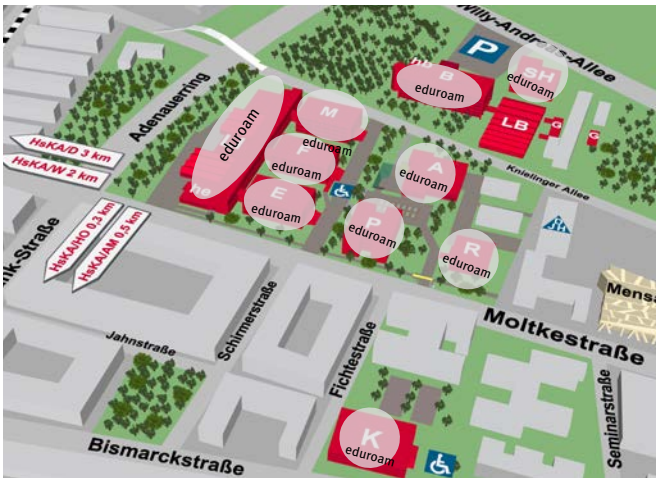 Willy-Andreas-Allee
P
SH
eduroam
B
eduroam
LB
G
G
M
eduroam
eduroam
F
eduroam
A
eduroam
Adenauerring
Knielinger Allee
HsKA/D 3 km
HsKA/W 2 km
E
eduroam
P
eduroam
R
eduroam
HsKA/HO 0,3 km
HsKA/AM 0,5 km
Mensa
Moltkestraße
Jahnstraße
Schirmerstraße
Fichtestraße
Seminarstraße
Bismarckstraße
K
eduroam